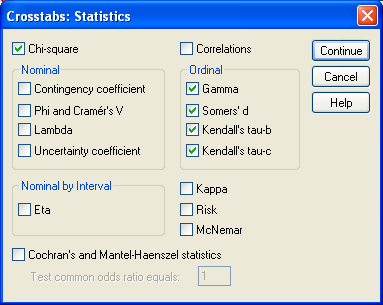 Crosstabs: Statistics
Chi-square
Correlations
Continue
Nominal
Ordinal
Cancel
Contingency coefficient
Gamma
Help
Phi and Cramér's V
Somers' d
Lambda
Kendall's tau-b
Uncertainty coefficient
Kendall's tau-c
Nominal by Interval
Kappa
Eta
Risk
McNemar
Cochran's and Mantel-Haenszel statistics
Test common odds ratio equals: 1